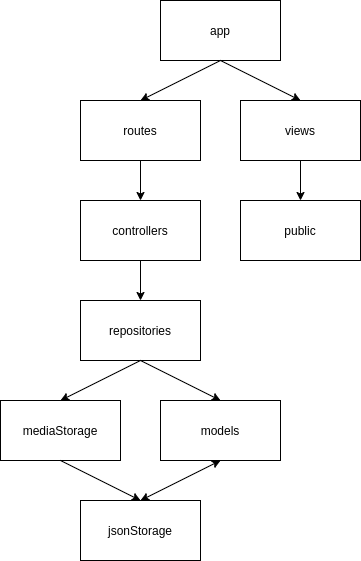 app
routes
views
controllers
public
repositories
mediaStorage
models
jsonStorage